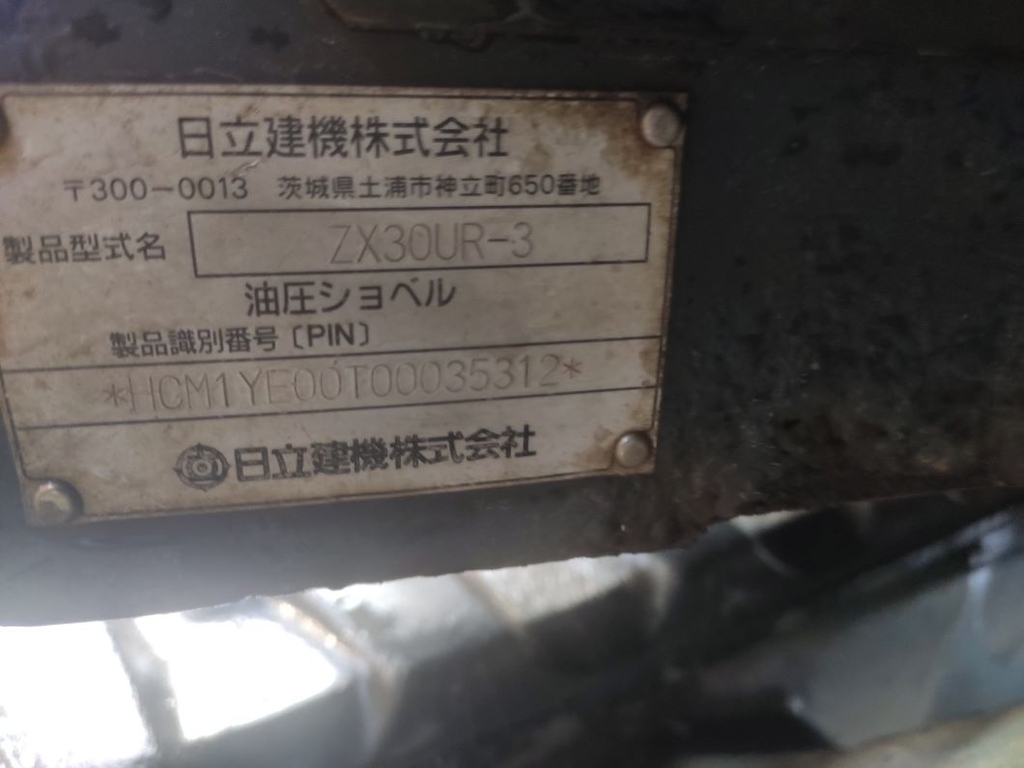 日立建機株式会社
〒300-0013 茨城県土浦市神立町650番地
製品型式名 ZX30UR-3
油圧ショベル
製品識別番号〔PIN〕
*HCM1YE00T00035312*
日立建機株式会社